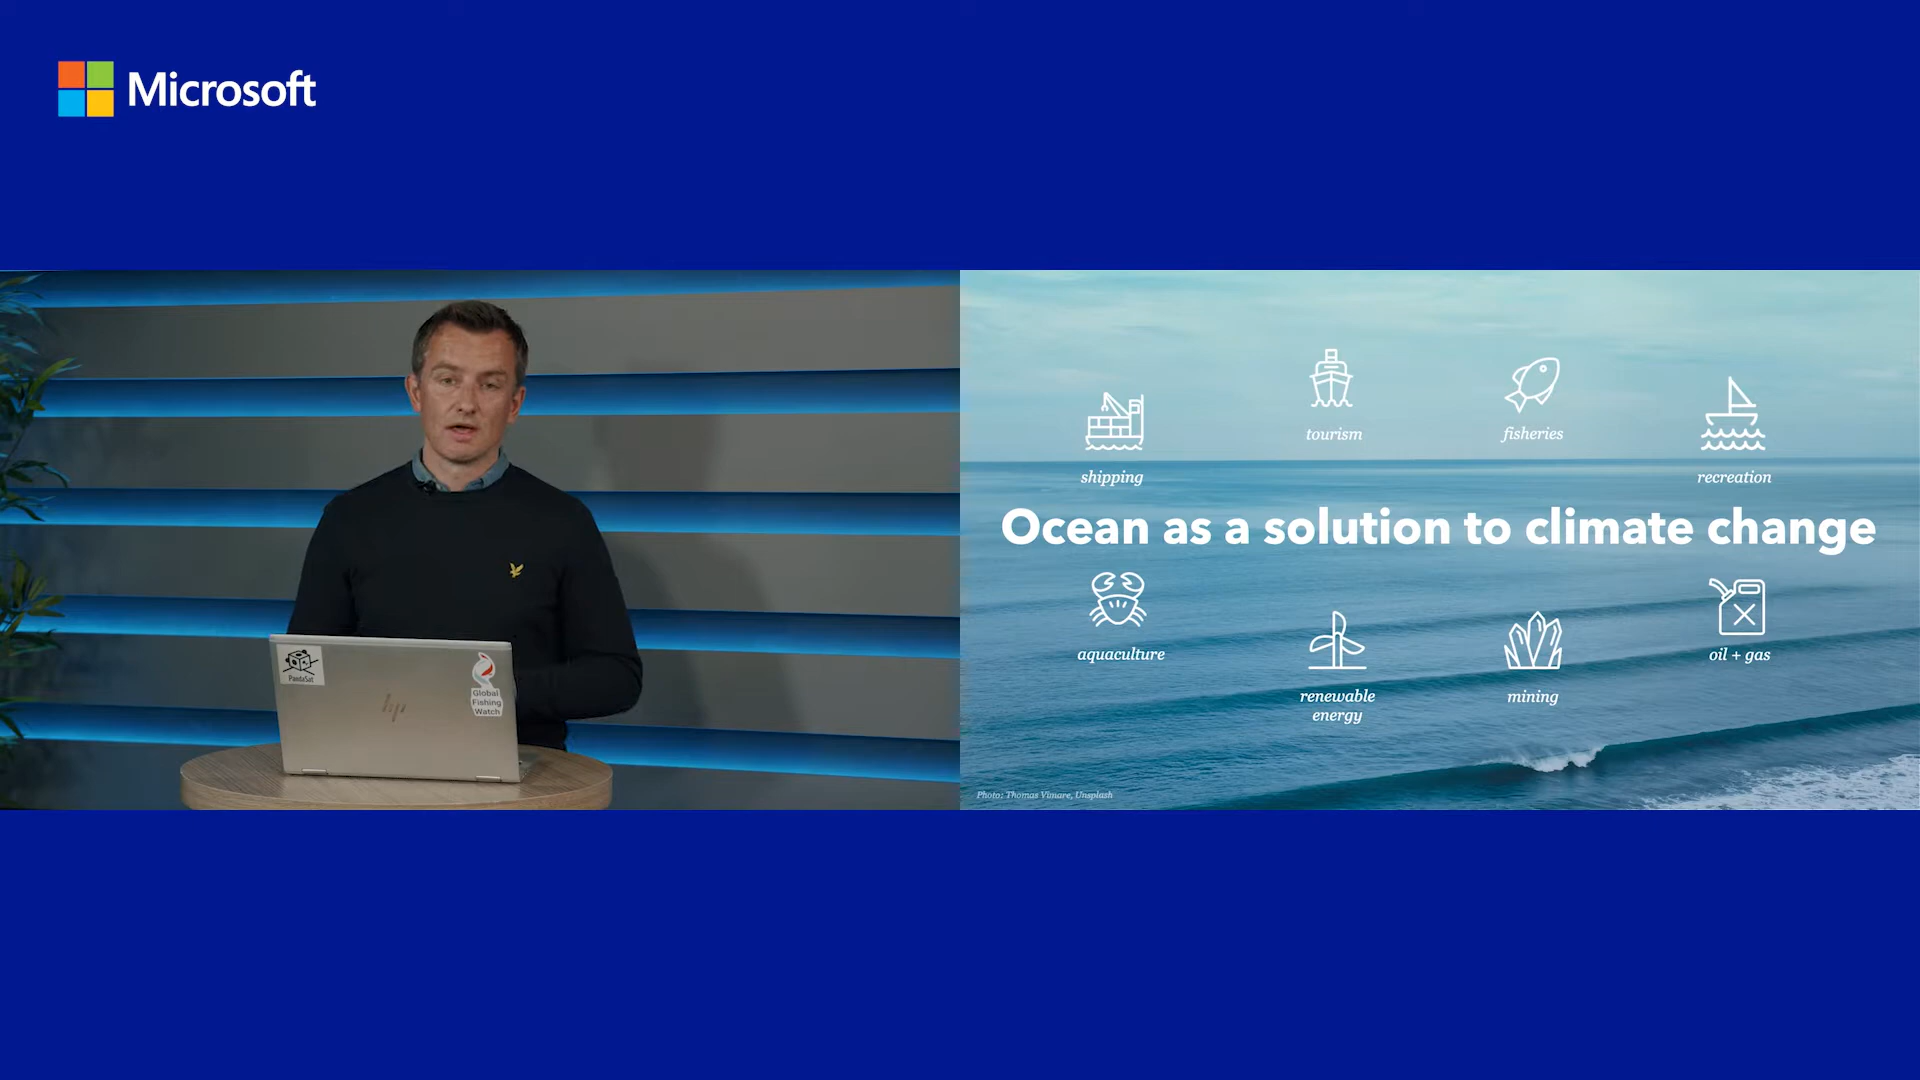 Microsoft
PandaSat
hp
Global
Fishing
Watch
shipping
tourism
fisheries
recreation
Ocean as a solution to climate change
aquaculture
renewable
energy
mining
oil + gas
Photo: Thomas Vimare, Unsplash